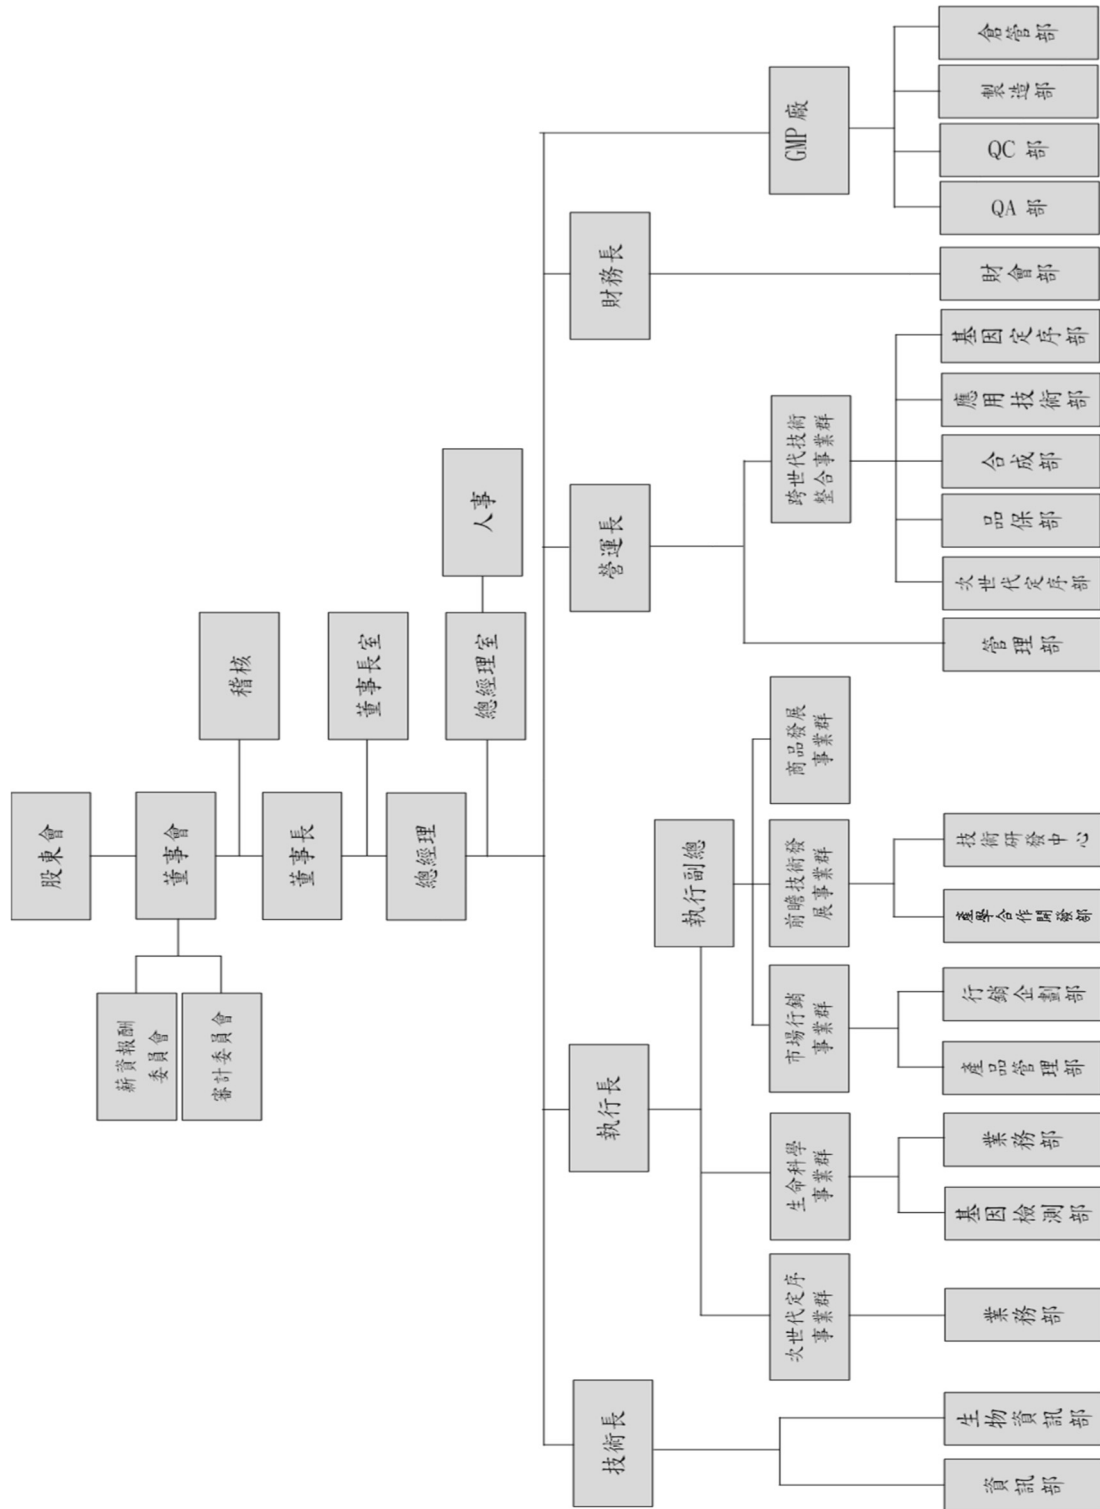 股東會
董事會
薪資報酬
委員會
審計委員會
稽核
董事長
董事長室
總經理
總經理室
人事
技術長
執行長
營運長
財務長
GMP 廠
執行副總
次世代定序
事業群
生命科學
事業群
市場行銷
事業群
前瞻技術發
展事業群
商品發展
事業群
跨世代技術
整合事業群
資訊部
生物資訊部
業務部
基因檢測部
業務部
產品管理部
行銷企劃部
產學合作開發部
技術研發中心
管理部
次世代定序部
品保部
合成部
應用技術部
基因定序部
財會部
QA 部
QC 部
製造部
倉管部